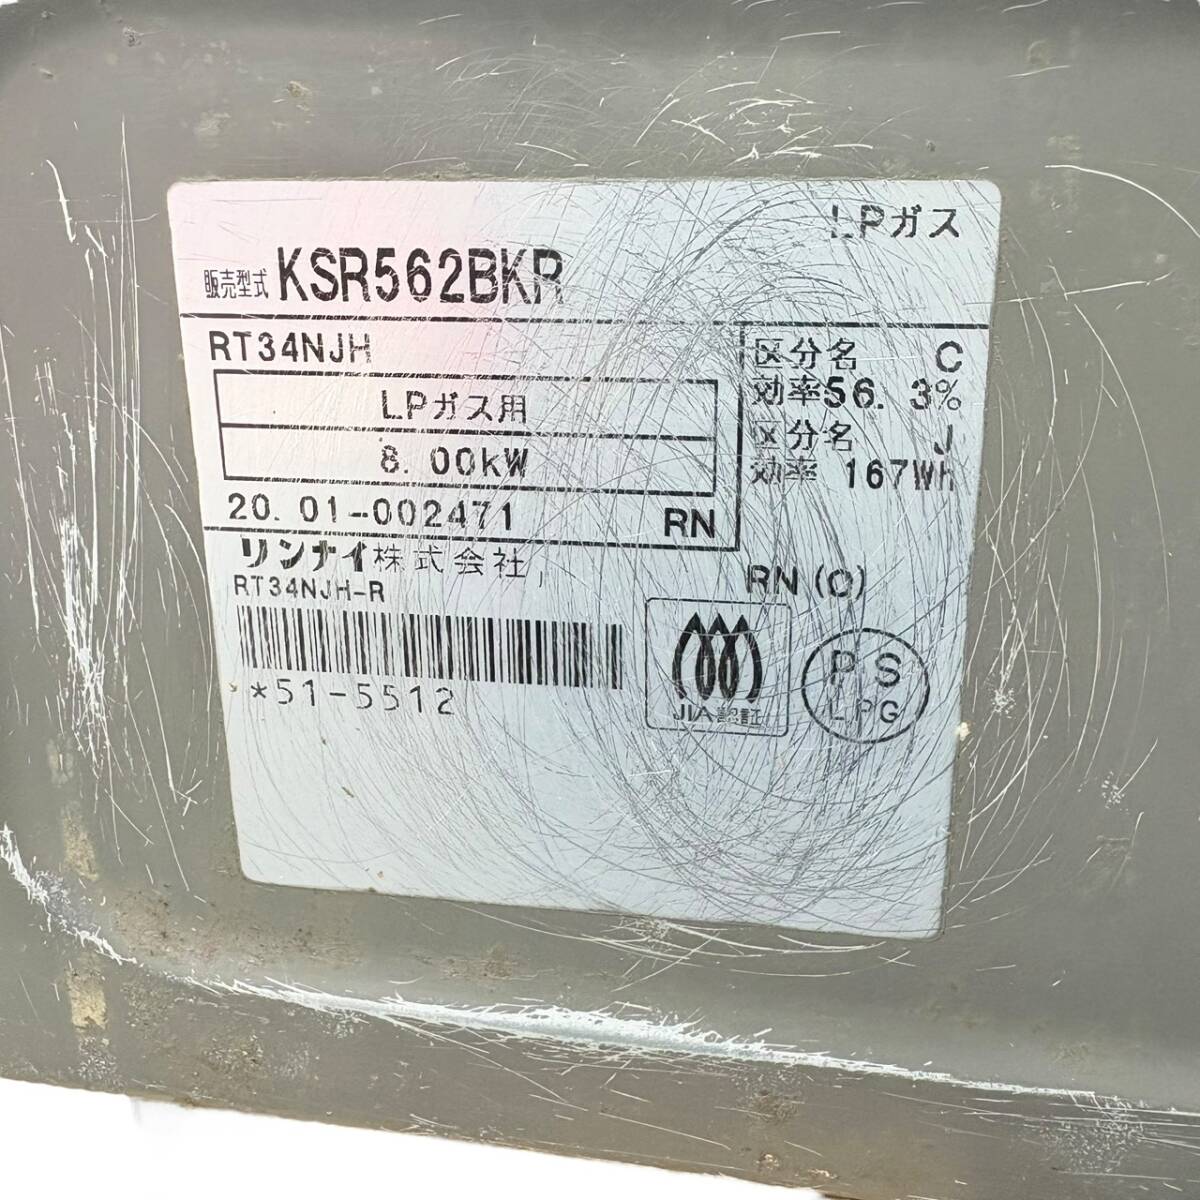 LPガス
販売型式 KSR562BKR
RT34NJH
LPガス用
8.00kW
20.01-002471 RN
区分名 C
効率56.3%
区分名 J
効率 167WH
リンナイ株式会社
RT34NJH-R
*51-5512
RN(O)
JIA認証
PS
LPG